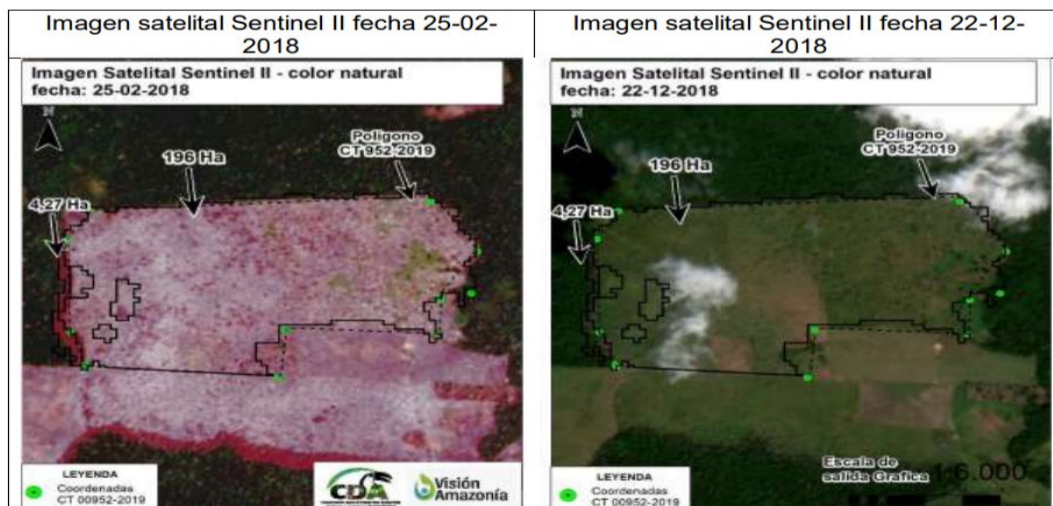 Imagen satelital Sentinel II fecha 25-02-
2018
Imagen satelital Sentinel II fecha 22-12-
2018
Imagen Satelital Sentinel II - color natural
fecha: 25-02-2018
N
Polígono
CT 952-2019
196 Ha
4,27 Ha
LEYENDA
Coordenadas
CT 00952-2019
CDA
Visión
Amazonía
Imagen Satelital Sentinel II - color natural
fecha: 22-12-2018
N
Polígono
CT 952-2019
196 Ha
4,27 Ha
LEYENDA
Coordenadas
CT 00952-2019
Escala de
salida Grafica
1:6.000